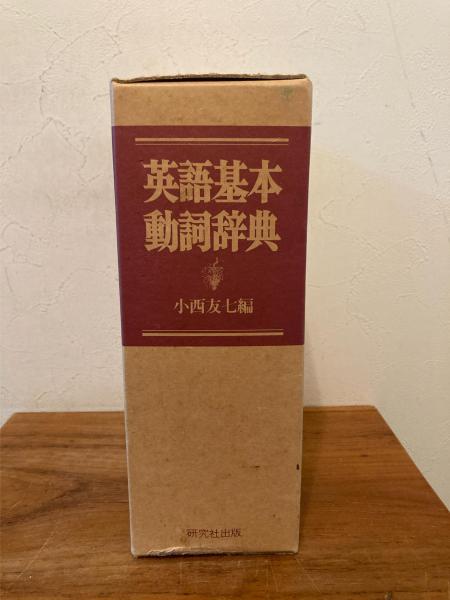 英語基本
動詞辞典
小西友七編
研究社出版